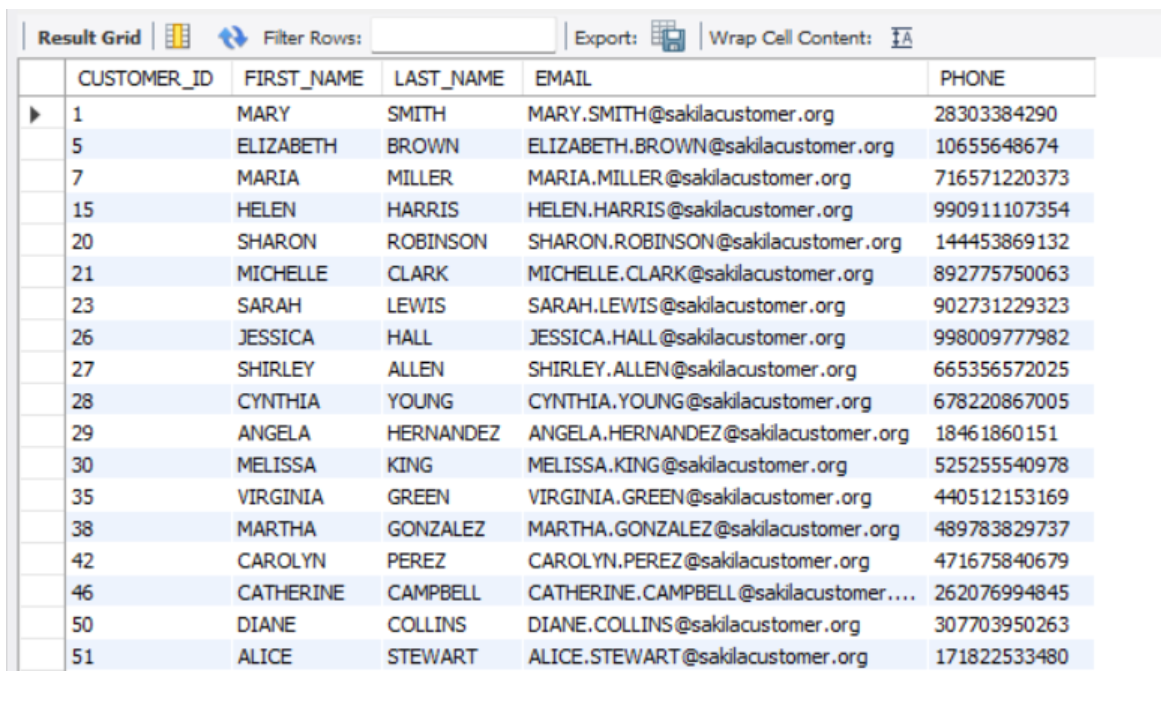 Result Grid Filter Rows: Export: Wrap Cell Content: IA
CUSTOMER_ID FIRST_NAME LAST_NAME EMAIL PHONE
1 MARY SMITH MARY.SMITH@sakilacustomer.org 28303384290
5 ELIZABETH BROWN ELIZABETH.BROWN@sakilacustomer.org 10655648674
7 MARIA MILLER MARIA.MILLER@sakilacustomer.org 716571220373
15 HELEN HARRIS HELEN.HARRIS@sakilacustomer.org 990911107354
20 SHARON ROBINSON SHARON.ROBINSON@sakilacustomer.org 144453869132
21 MICHELLE CLARK MICHELLE.CLARK@sakilacustomer.org 892775750063
23 SARAH LEWIS SARAH.LEWIS@sakilacustomer.org 902731229323
26 JESSICA HALL JESSICA.HALL@sakilacustomer.org 998009777982
27 SHIRLEY ALLEN SHIRLEY.ALLEN@sakilacustomer.org 665356572025
28 CYNTHIA YOUNG CYNTHIA.YOUNG@sakilacustomer.org 678220867005
29 ANGELA HERNANDEZ ANGELA.HERNANDEZ@sakilacustomer.org 18461860151
30 MELISSA KING MELISSA.KING@sakilacustomer.org 525255540978
35 VIRGINIA GREEN VIRGINIA.GREEN@sakilacustomer.org 440512153169
38 MARTHA GONZALEZ MARTHA.GONZALEZ@sakilacustomer.org 489783829737
42 CAROLYN PEREZ CAROLYN.PEREZ@sakilacustomer.org 471675840679
46 CATHERINE CAMPBELL CATHERINE.CAMPBELL@sakilacustomer.... 262076994845
50 DIANE COLLINS DIANE.COLLINS@sakilacustomer.org 307703950263
51 ALICE STEWART ALICE.STEWART@sakilacustomer.org 171822533480